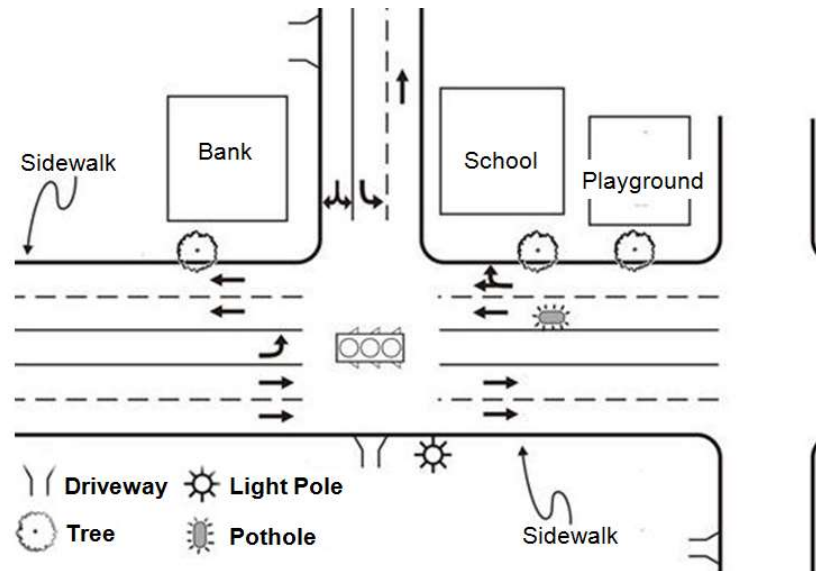 Bank
Sidewalk
School
Playground
Driveway
Light Pole
Tree
Pothole
Sidewalk